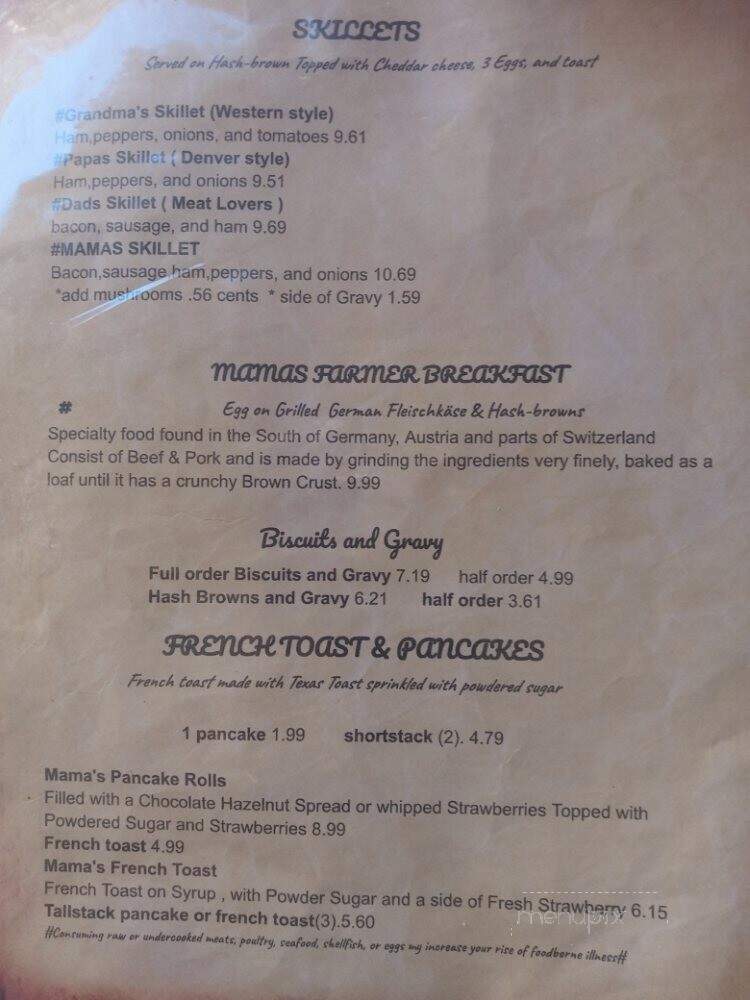 SKILLETS
Served on Hash-brown Topped with Cheddar cheese, 3 Eggs, and toast
#Grandma's Skillet (Western style)
Ham,peppers, onions, and tomatoes 9.61
#Papas Skillet ( Denver style)
Ham,peppers, and onions 9.51
#Dads Skillet ( Meat Lovers )
bacon, sausage, and ham 9.69
#MAMAS SKILLET
Bacon,sausage,ham,peppers, and onions 10.69
*add mushrooms .56 cents * side of Gravy 1.59
MAMAS FARMER BREAKFAST
# Egg on Grilled German Fleischkäse & Hash-browns
Specialty food found in the South of Germany, Austria and parts of Switzerland
Consist of Beef & Pork and is made by grinding the ingredients very finely, baked as a
loaf until it has a crunchy Brown Crust. 9.99
Biscuits and Gravy
Full order Biscuits and Gravy 7.19 half order 4.99
Hash Browns and Gravy 6.21 half order 3.61
FRENCH TOAST & PANCAKES
French toast made with Texas Toast sprinkled with powdered sugar
1 pancake 1.99 shortstack (2). 4.79
Mama's Pancake Rolls
Filled with a Chocolate Hazelnut Spread or whipped Strawberries Topped with
Powdered Sugar and Strawberries 8.99
French toast 4.99
Mama's French Toast
French Toast on Syrup , with Powder Sugar and a side of Fresh Strawberry 6.15
Tallstack pancake or french toast(3).5.60
menupix
#Consuming raw or undercooked meats, poultry, seafood, shellfish, or eggs my increase your rise of foodborne illness#